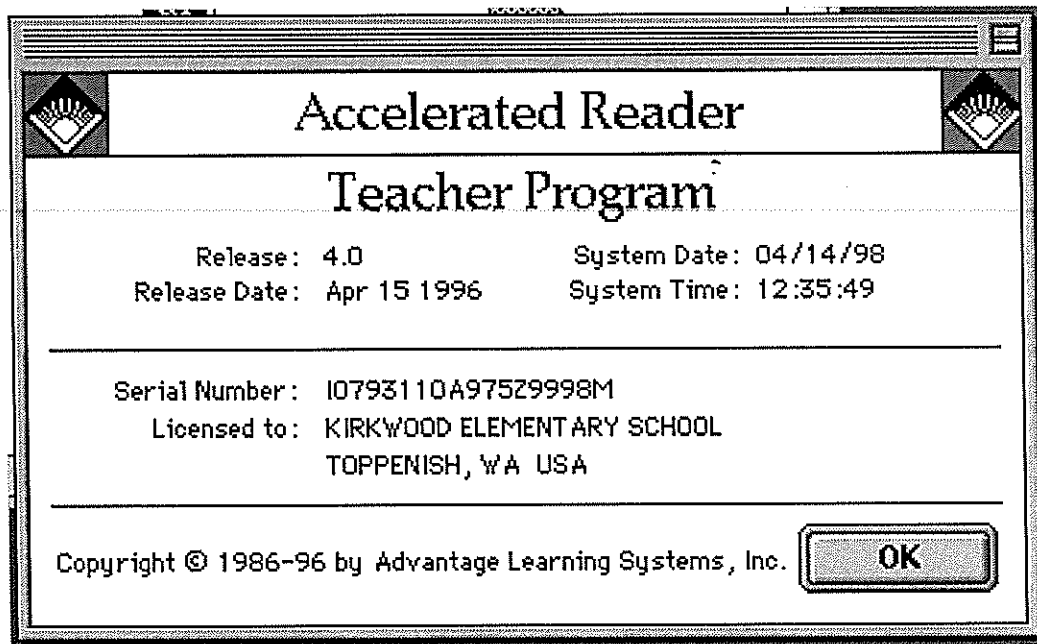 Accelerated Reader
Teacher Program
Release: 4.0 System Date: 04/14/98
Release Date: Apr 15 1996 System Time: 12:35:49
Serial Number: I0793110A975Z9998M
Licensed to: KIRKWOOD ELEMENTARY SCHOOL
TOPPENISH, WA USA
Copyright © 1986-96 by Advantage Learning Systems, Inc. OK